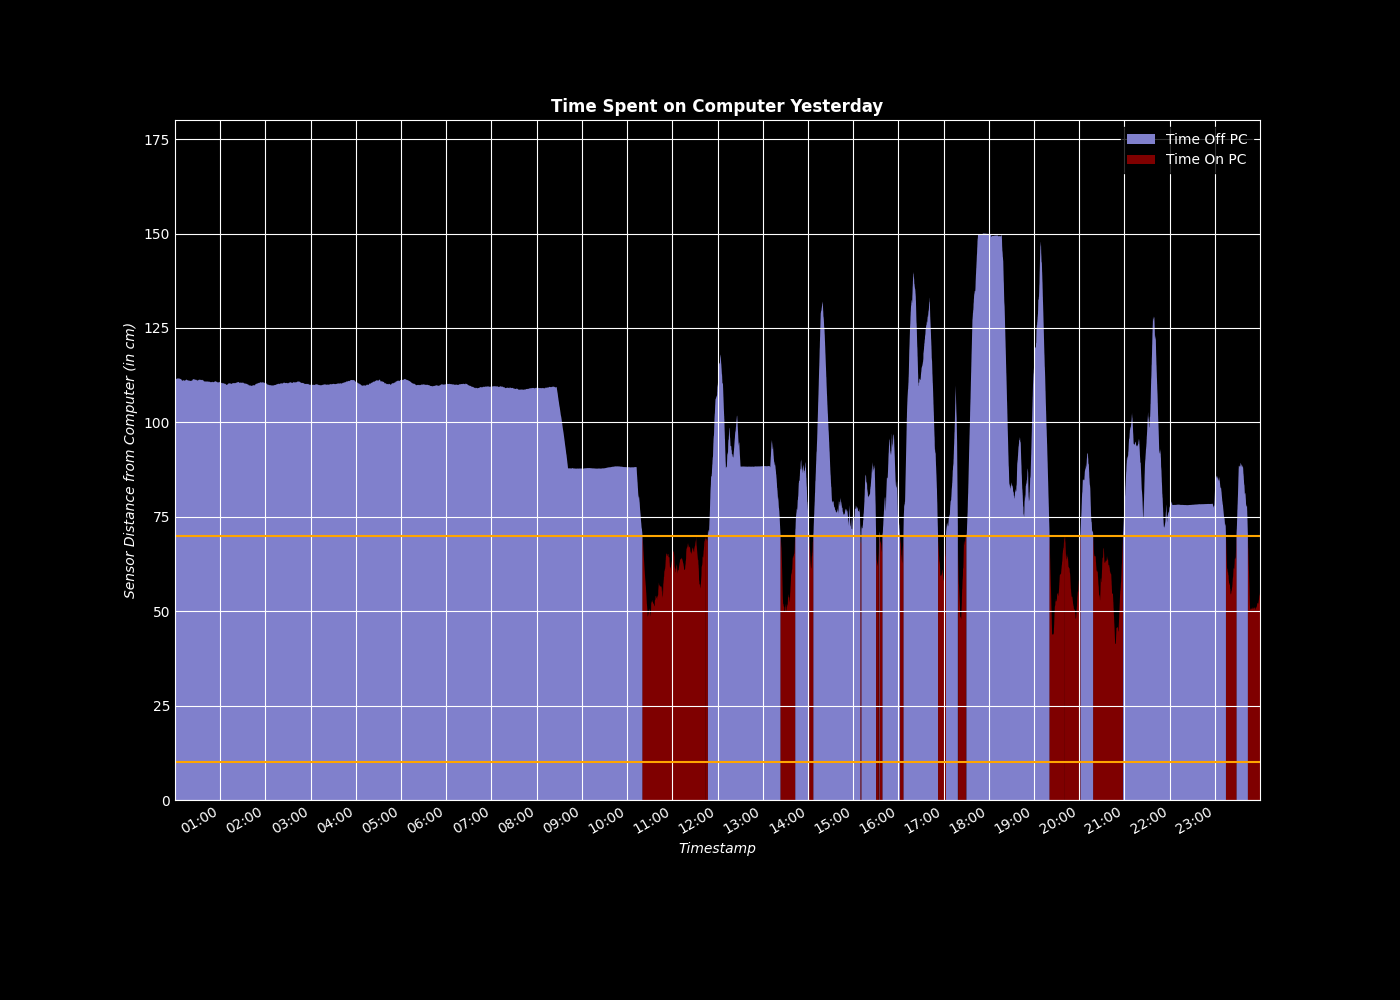 Time Spent on Computer Yesterday
Time Off PC
Time On PC
175
150
125
100
75
50
25
0
Sensor Distance from Computer (in cm)
01:00 02:00 03:00 04:00 05:00 06:00 07:00 08:00 09:00 10:00 11:00 12:00 13:00 14:00 15:00 16:00 17:00 18:00 19:00 20:00 21:00 22:00 23:00
Timestamp